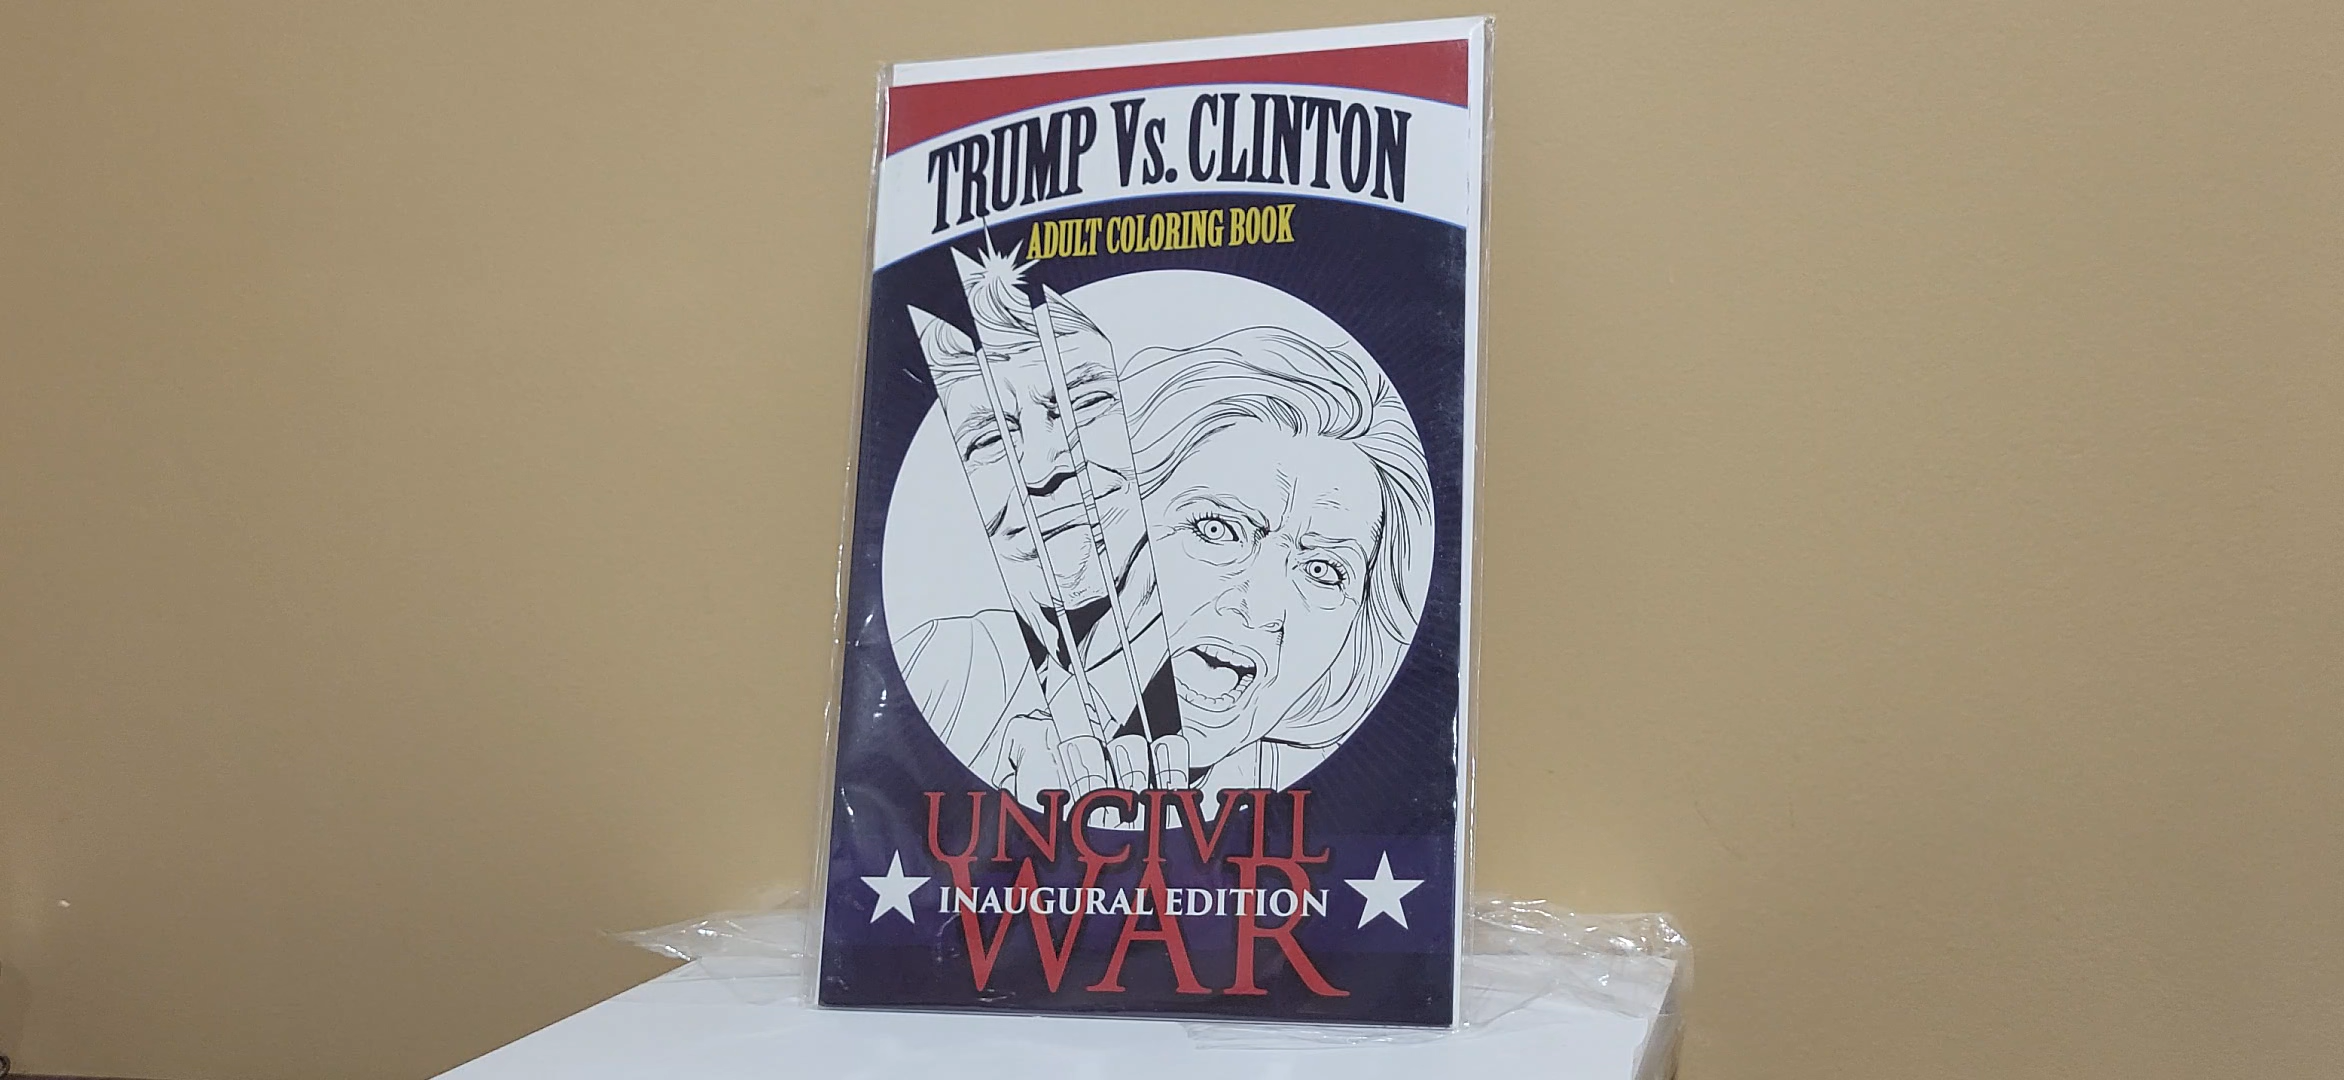 TRUMP Vs. CLINTON
ADULT COLORING BOOK
UNCIVIL
WAR
INAUGURAL EDITION